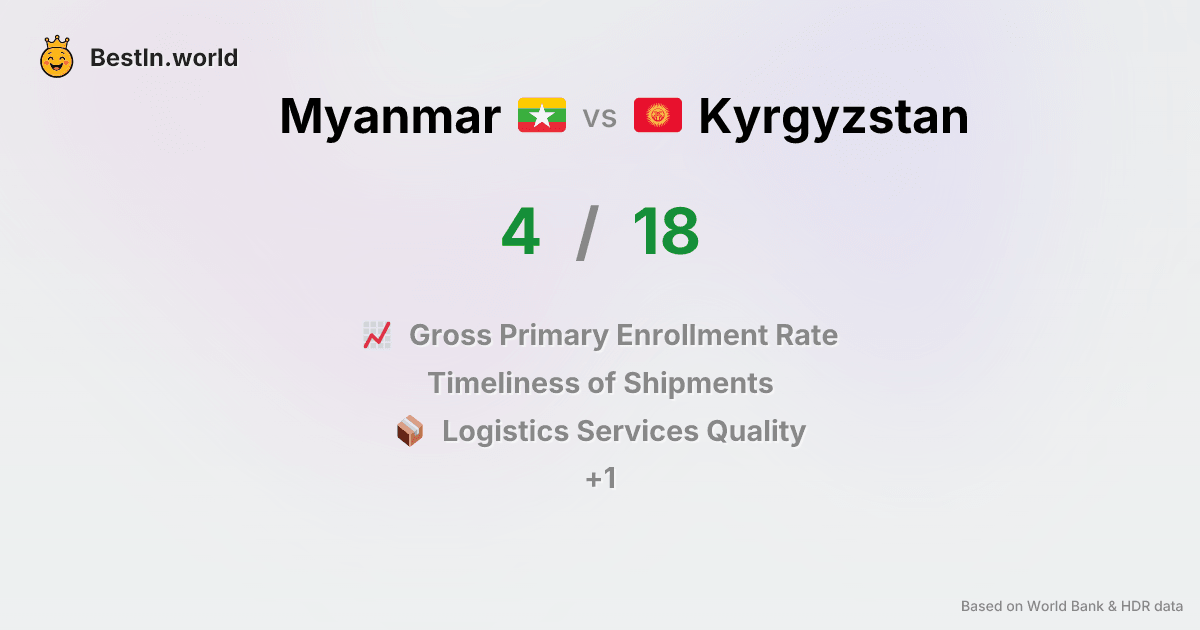 BestIn.world
Myanmar vs Kyrgyzstan
4 / 18
Gross Primary Enrollment Rate
Timeliness of Shipments
Logistics Services Quality
+1
Based on World Bank & HDR data